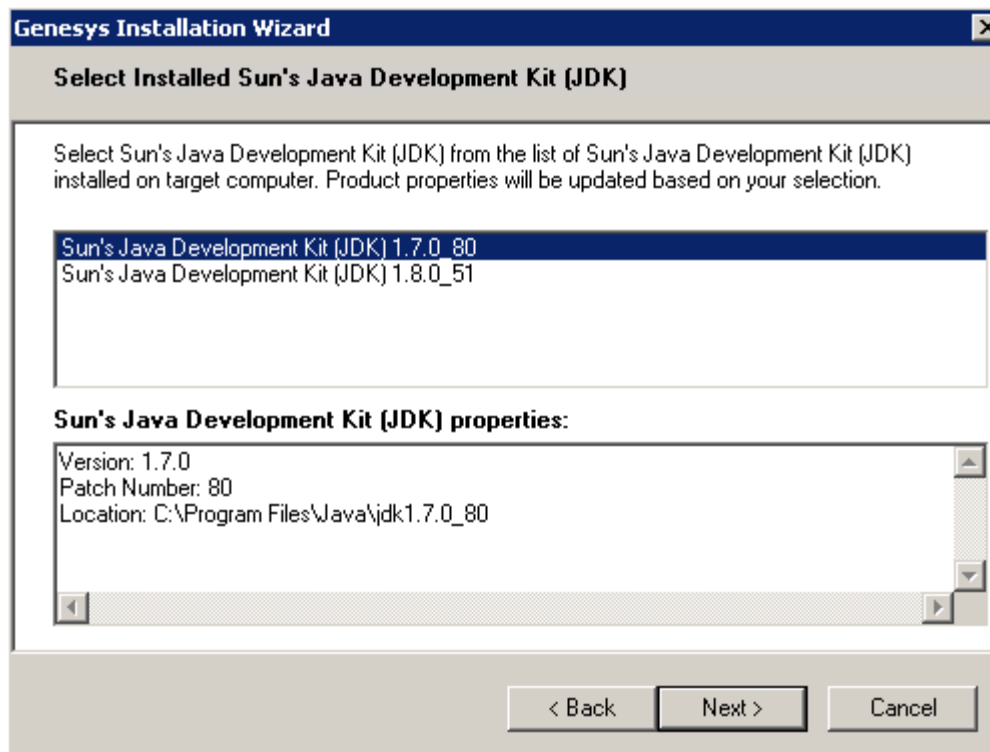 Genesys Installation Wizard
Select Installed Sun's Java Development Kit (JDK)
Select Sun's Java Development Kit (JDK) from the list of Sun's Java Development Kit (JDK)
installed on target computer. Product properties will be updated based on your selection.
Sun's Java Development Kit (JDK) 1.7.0_80
Sun's Java Development Kit (JDK) 1.8.0_51
Sun's Java Development Kit (JDK) properties:
Version: 1.7.0
Patch Number: 80
Location: C:\Program Files\Java\jdk1.7.0_80
< Back
Next >
Cancel